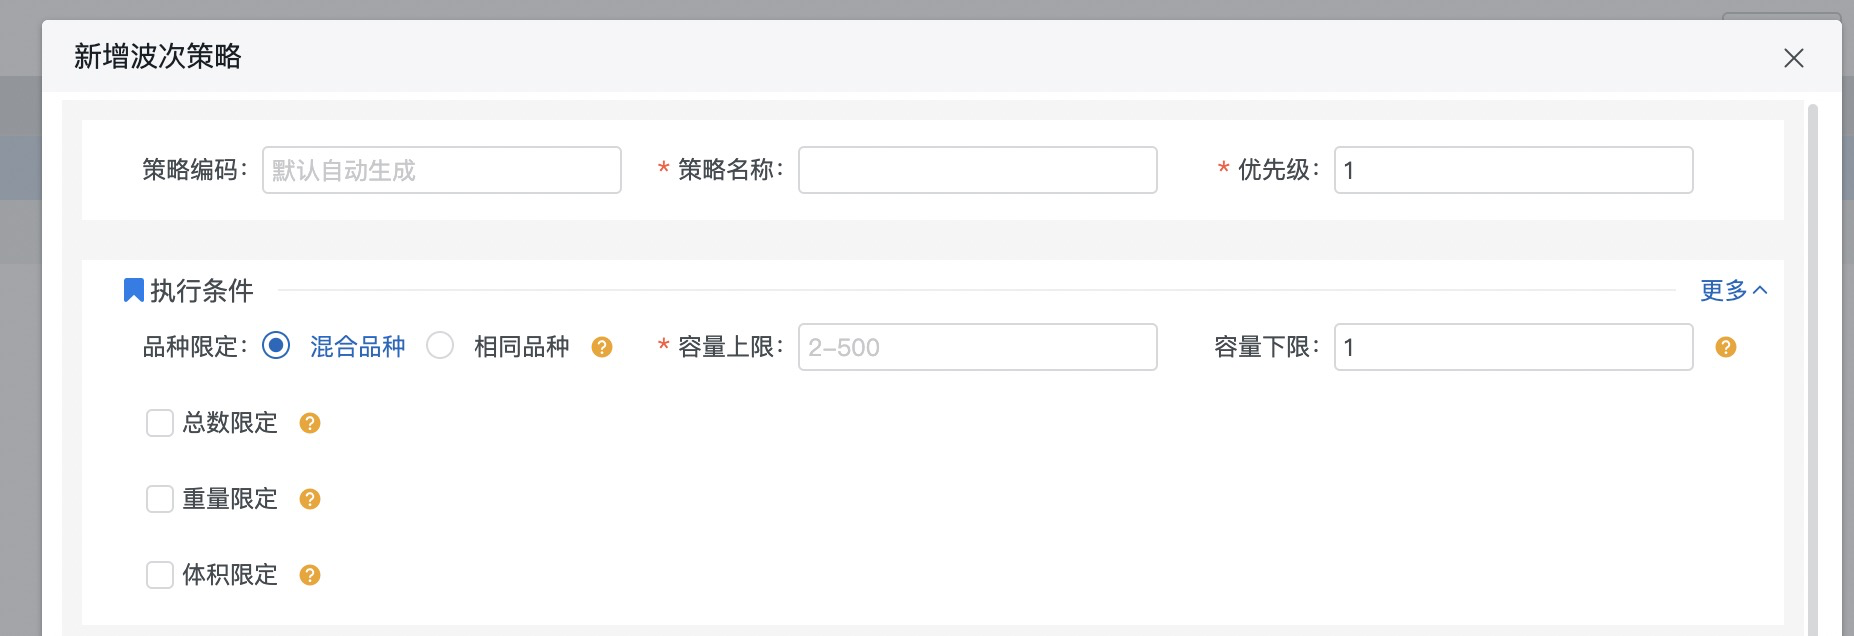 新增波次策略
策略编码： 默认自动生成 * 策略名称： * 优先级： 1
执行条件 更多
品种限定： 混合品种 相同品种 ? * 容量上限： 2-500 容量下限： 1 ?
总数限定 ?
重量限定 ?
体积限定 ?